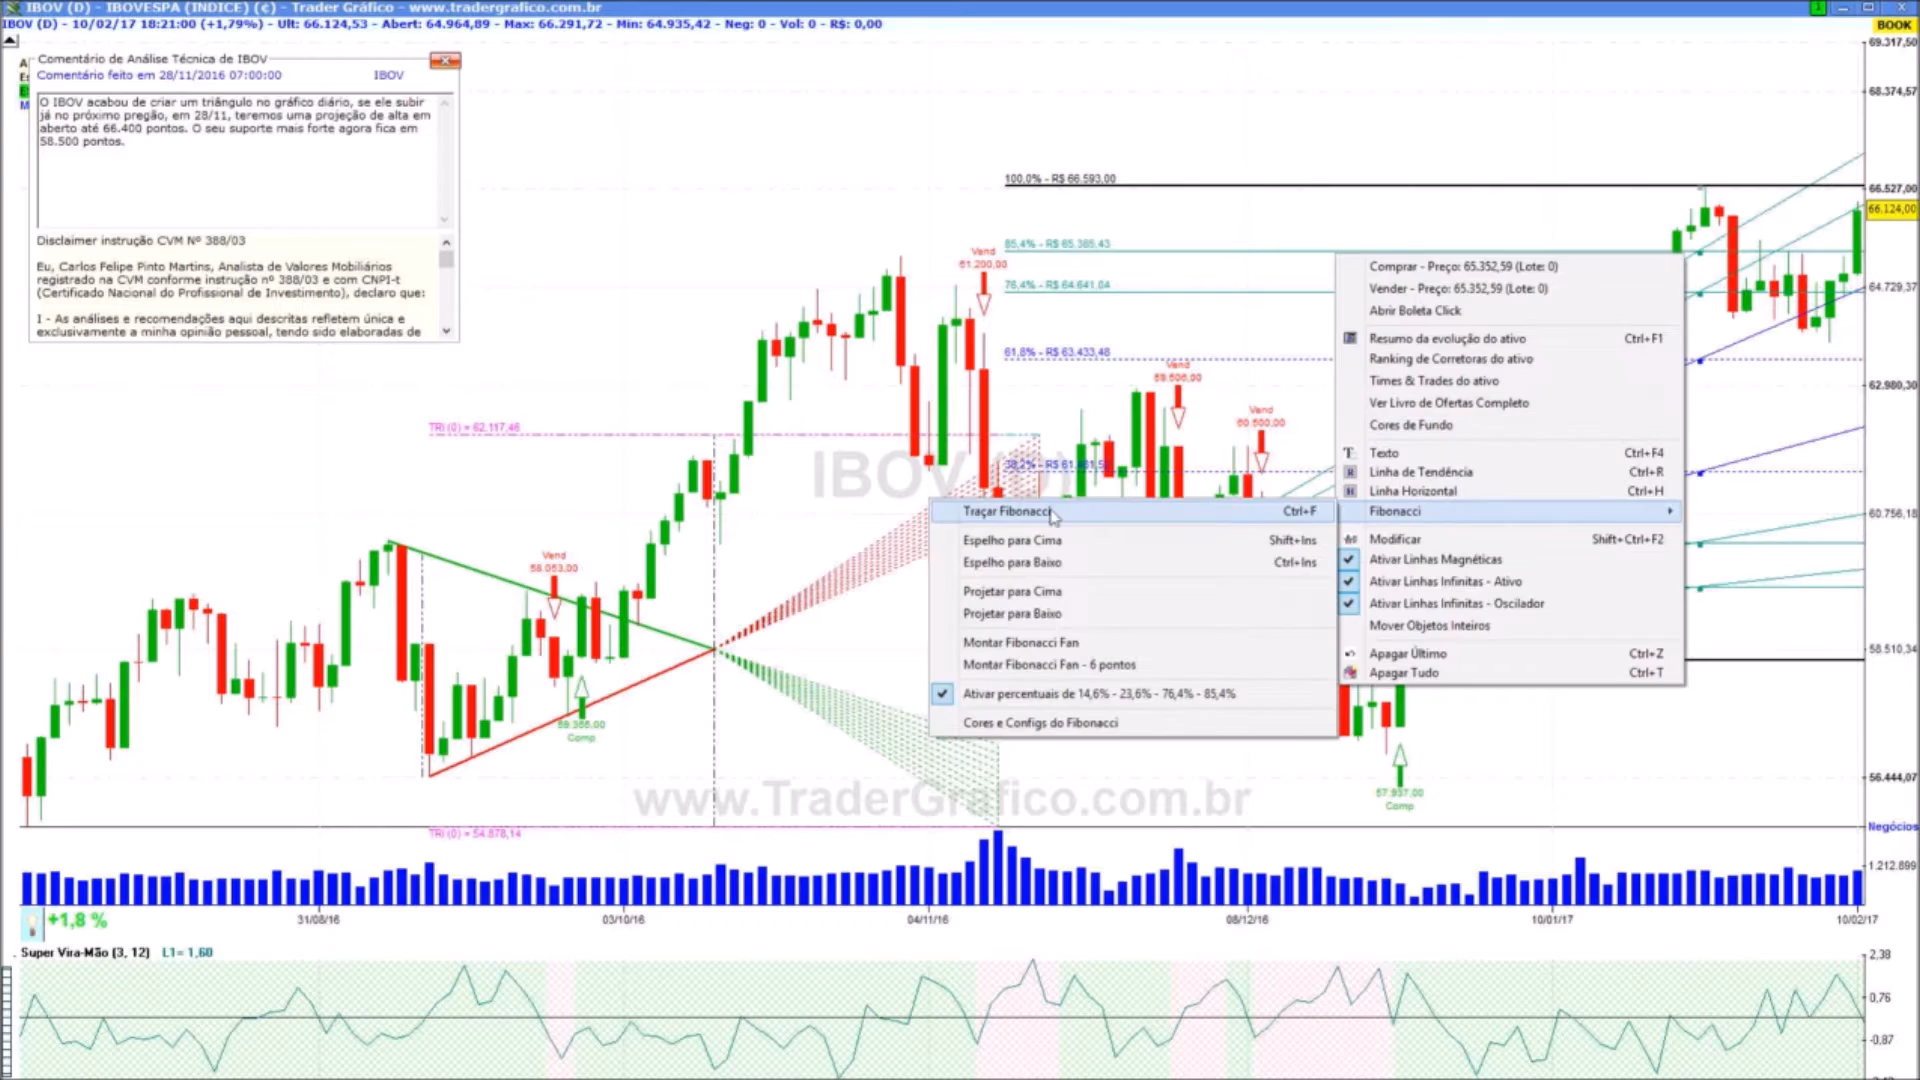 IBOV (D) - IBOVESPA (INDICE) (c) - Trader Gráfico - www.tradergrafico.com.br
IBOV (D) - 10/02/17 18:21:00 (+1,79%) - Ult: 66.124,53 - Abert: 64.964,89 - Max: 66.291,72 - Min: 64.935,42 - Neg: 0 - Vol: 0 - R$: 0,00
BOOK
Comentário de Análise Técnica de IBOV
Comentário feito em 28/11/2016 07:00:00 IBOV
O IBOV acabou de criar um triângulo no gráfico diário, se ele subir
já no próximo pregão, em 28/11, teremos uma projeção de alta em
aberto até 66.400 pontos. O seu suporte mais forte agora fica em
58.500 pontos.
Disclaimer instrução CVM Nº 388/03
Eu, Carlos Felipe Pinto Martins, Analista de Valores Mobiliários
registrado na CVM conforme instrução nº 388/03 e com CNPI-t
(Certificado Nacional do Profissional de Investimento), declaro que:
I - As análises e recomendações aqui descritas refletem única e
exclusivamente a minha opinião pessoal, tendo sido elaboradas de
69.317,50
68.374,57
66.527,00
66.124,00
64.729,37
62.980,30
60.756,18
58.510,34
56.444,07
Negócios
1.212.899
100,0% - R$ 66.593,00
85,4% - R$ 65.385,43
76,4% - R$ 64.641,04
61,8% - R$ 63.433,48
38,2% - R$ 61.
Vend
61.200,00
Vend
59.506,00
Vend
60.500,00
Vend
58.053,00
59.355,00
Comp
57.937,00
Comp
TRI (0) = 62.117,46
TRI (0) = 54.878,14
IBOV (D)
www.TraderGrafico.com.br
Comprar - Preço: 65.352,59 (Lote: 0)
Vender - Preço: 65.352,59 (Lote: 0)
Abrir Boleta Click
Resumo da evolução do ativo Ctrl+F1
Ranking de Corretoras do ativo
Times & Trades do ativo
Ver Livro de Ofertas Completo
Cores de Fundo
Texto Ctrl+F4
Linha de Tendência Ctrl+R
Linha Horizontal Ctrl+H
Fibonacci
Modificar Shift+Ctrl+F2
Ativar Linhas Magnéticas
Ativar Linhas Infinitas - Ativo
Ativar Linhas Infinitas - Oscilador
Mover Objetos Inteiros
Apagar Último Ctrl+Z
Apagar Tudo Ctrl+T
Traçar Fibonacci Ctrl+F
Espelho para Cima Shift+Ins
Espelho para Baixo Ctrl+Ins
Projetar para Cima
Projetar para Baixo
Montar Fibonacci Fan
Montar Fibonacci Fan - 6 pontos
Ativar percentuais de 14,6% - 23,6% - 76,4% - 85,4%
Cores e Configs do Fibonacci
+1,8 %
31/08/16
03/10/16
04/11/16
08/12/16
10/01/17
10/02/17
Super Vira-Mão (3, 12) L1= 1,60
2,38
0,76
-0,87